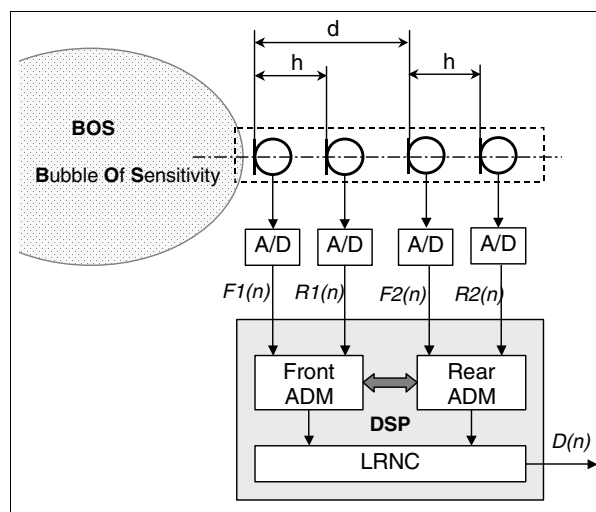 d
h
h
BOS
Bubble Of Sensitivity
A/D
A/D
A/D
A/D
F1(n)
R1(n)
F2(n)
R2(n)
Front
ADM
Rear
ADM
DSP
LRNC
D(n)